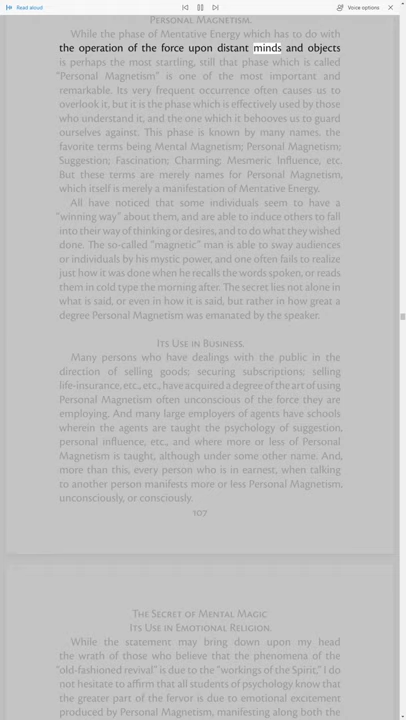 Read aloud
Voice options
PERSONAL MAGNETISM.
While the phase of Mentative Energy which has to do with
the operation of the force upon distant minds and objects
is perhaps the most startling, still that phase which is called
"Personal Magnetism" is one of the most important and
remarkable. Its very frequent occurrence often causes us to
overlook it, but it is the phase which is effectively used by those
who understand it, and the one which it behooves us to guard
ourselves against. This phase is known by many names, the
favorite terms being Mental Magnetism; Personal Magnetism;
Suggestion; Fascination; Charming; Mesmeric Influence, etc.
But these terms are merely names for Personal Magnetism,
which itself is merely a manifestation of Mentative Energy.
All have noticed that some individuals seem to have a
"winning way" about them, and are able to induce others to fall
into their way of thinking or desires, and to do what they wished
done. The so-called "magnetic" man is able to sway audiences
or individuals by his mystic power, and one often fails to realize
just how it was done when he recalls the words spoken, or reads
them in cold type the morning after. The secret lies not alone in
what is said, or even in how it is said, but rather in how great a
degree Personal Magnetism was emanated by the speaker.
ITS USE IN BUSINESS.
Many persons who have dealings with the public in the
direction of selling goods; securing subscriptions; selling
life-insurance, etc., etc., have acquired a degree of the art of using
Personal Magnetism often unconscious of the force they are
employing. And many large employers of agents have schools
wherein the agents are taught the psychology of suggestion,
personal influence, etc., and where more or less of Personal
Magnetism is taught, although under some other name. And,
more than this, every person who is in earnest, when talking
to another person manifests more or less Personal Magnetism,
unconsciously, or consciously.
107
THE SECRET OF MENTAL MAGIC
ITS USE IN EMOTIONAL RELIGION.
While the statement may bring down upon my head
the wrath of those who believe that the phenomena of the
"old-fashioned revival" is due to the "workings of the Spirit," I do
not hesitate to affirm that all students of psychology know that
the greater part of the fervor is due to emotional excitement
produced by Personal Magnetism, manifesting along both the